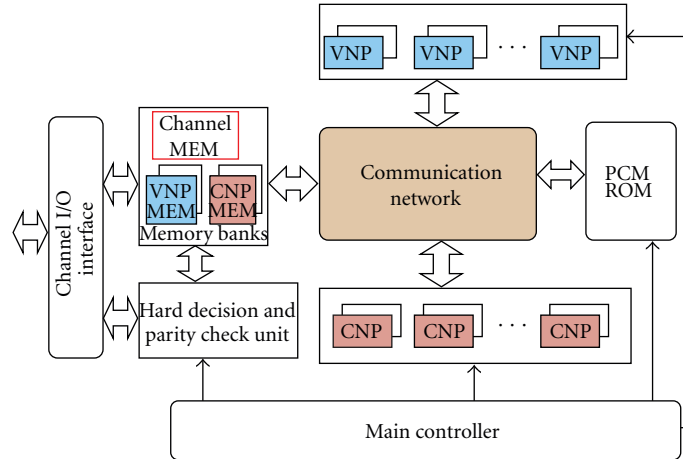 VNP VNP . . . VNP
Channel
MEM
VNP
MEM
CNP
MEM
Memory banks
Communication
network
PCM
ROM
Channel I/O
interface
Hard decision and
parity check unit
CNP CNP . . . CNP
Main controller